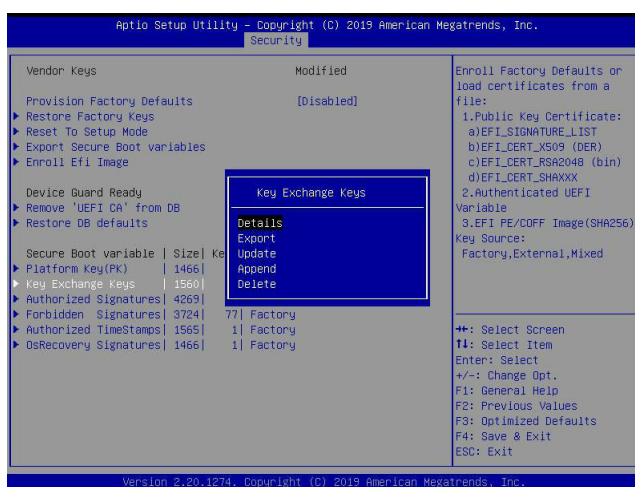 Aptio Setup Utility – Copyright (C) 2019 American Megatrends, Inc.
Security
Vendor Keys Modified
Provision Factory Defaults [Disabled]
Restore Factory Keys
Reset To Setup Mode
Export Secure Boot variables
Enroll Efi Image
Device Guard Ready
Remove 'UEFI CA' from DB
Restore DB defaults
Secure Boot variable | Size| Ke
Platform Key(PK) | 1466|
Key Exchange Keys | 1560|
Authorized Signatures| 4269|
Forbidden Signatures| 3724| 77| Factory
Authorized TimeStamps| 1565| 1| Factory
OsRecovery Signatures| 1466| 1| Factory
Key Exchange Keys
Details
Export
Update
Append
Delete
Enroll Factory Defaults or
load certificates from a
file:
1.Public Key Certificate:
a)EFI_SIGNATURE_LIST
b)EFI_CERT_X509 (DER)
c)EFI_CERT_RSA2048 (bin)
d)EFI_CERT_SHAXXX
2.Authenticated UEFI
Variable
3.EFI PE/COFF Image(SHA256)
Key Source:
Factory,External,Mixed
→←: Select Screen
↑↓: Select Item
Enter: Select
+/-: Change Opt.
F1: General Help
F2: Previous Values
F3: Optimized Defaults
F4: Save & Exit
ESC: Exit
Version 2.20.1274. Copyright (C) 2019 American Megatrends, Inc.